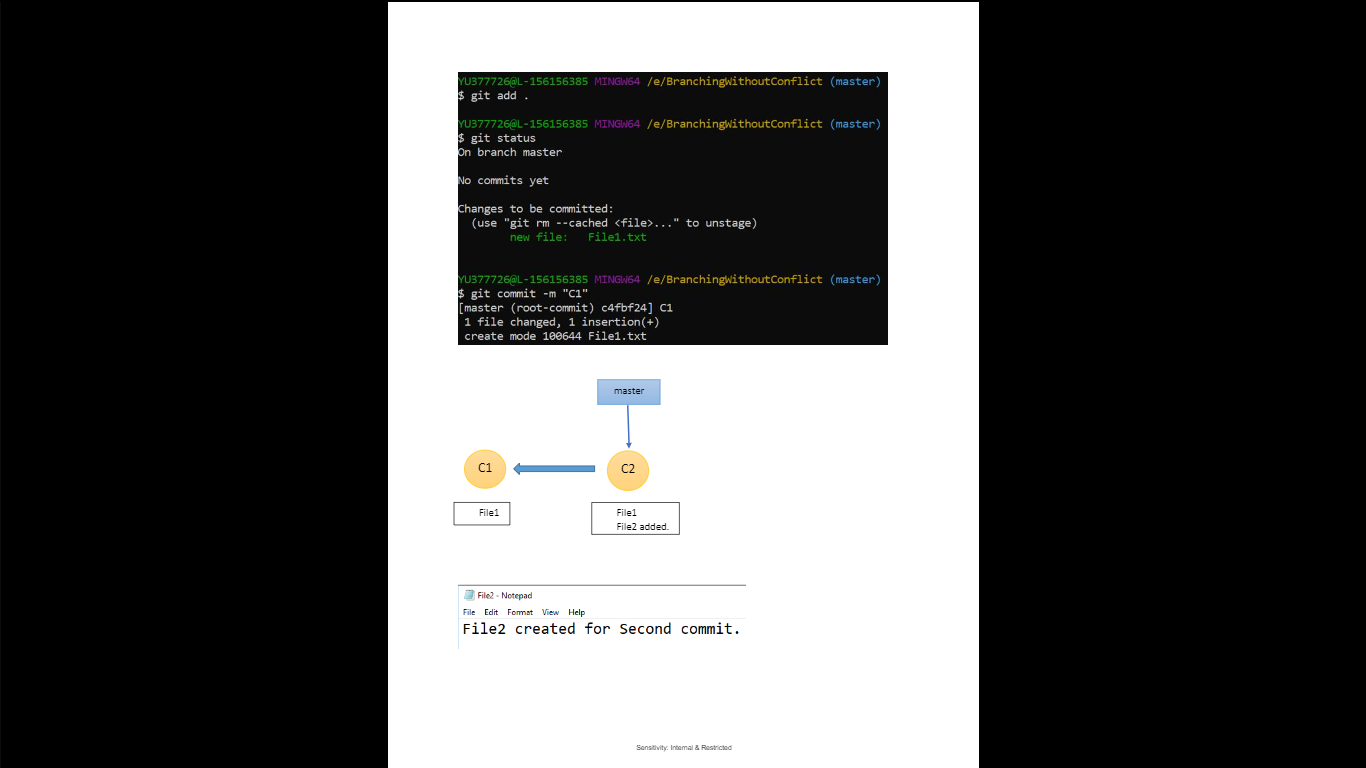 YU377726@L-156156385 MINGW64 /e/BranchingWithoutConflict (master)
$ git add .
YU377726@L-156156385 MINGW64 /e/BranchingWithoutConflict (master)
$ git status
On branch master
No commits yet
Changes to be committed:
(use "git rm --cached <file>..." to unstage)
new file: File1.txt
YU377726@L-156156385 MINGW64 /e/BranchingWithoutConflict (master)
$ git commit -m "C1"
[master (root-commit) c4fbf24] C1
1 file changed, 1 insertion(+)
create mode 100644 File1.txt
master
C1
C2
File1
File1
File2 added.
File2 - Notepad
File Edit Format View Help
File2 created for Second commit.
Sensitivity: Internal & Restricted